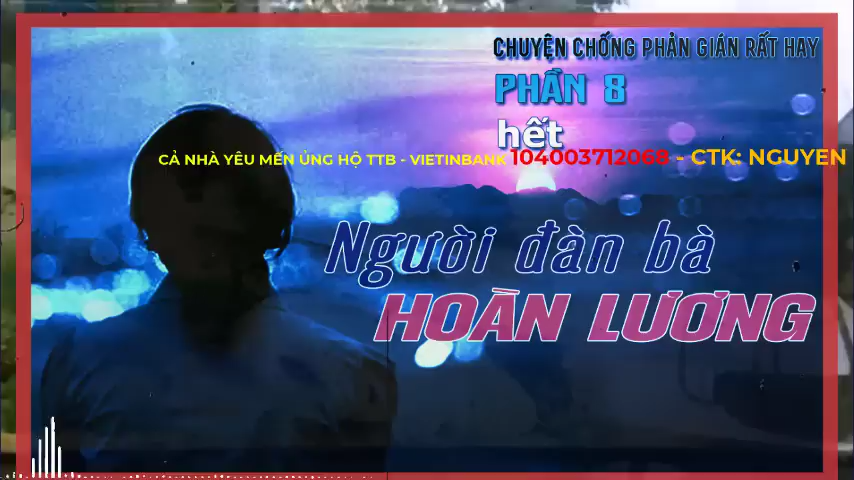 CHUYỆN CHỐNG PHẢN GIÁN RẤT HAY
PHẦN 8
hết
CẢ NHÀ YÊU MẾN ỦNG HỘ TTB - VIETINBANK 104003712068 - CTK: NGUYEN
Người đàn bà
HOÀN LƯƠNG